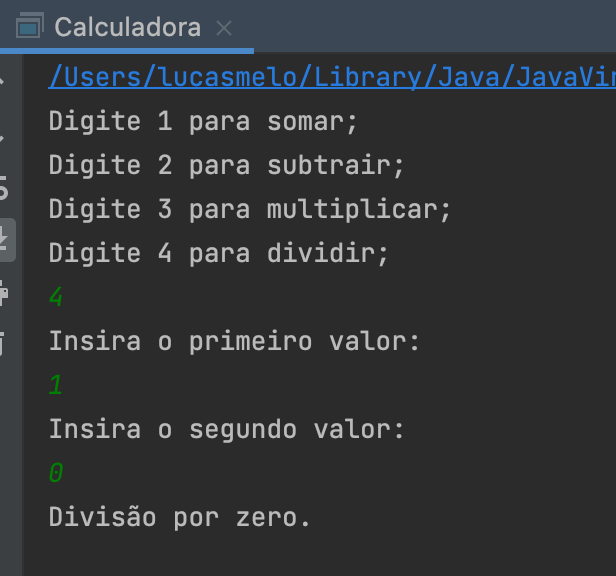 Calculadora
/Users/lucasmelo/Library/Java/JavaVir
Digite 1 para somar;
Digite 2 para subtrair;
Digite 3 para multiplicar;
Digite 4 para dividir;
4
Insira o primeiro valor:
1
Insira o segundo valor:
0
Divisão por zero.